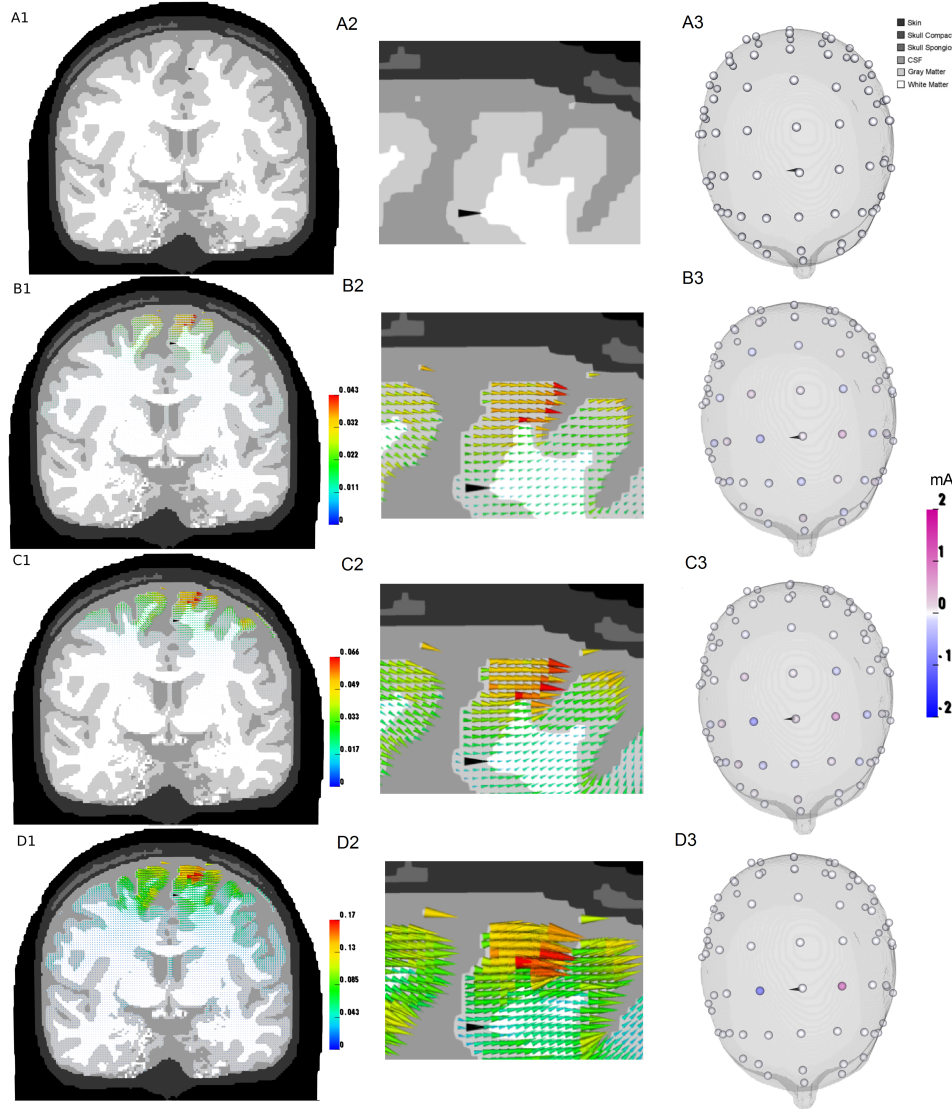 A1
A2
A3
Skin
Skull Compac
Skull Spongio
CSF
Gray Matter
White Matter
B1
B2
B3
0.043
0.032
0.022
0.011
0
mA
2
1
0
-1
-2
C1
C2
C3
0.066
0.049
0.033
0.017
0
D1
D2
D3
0.17
0.13
0.085
0.043
0